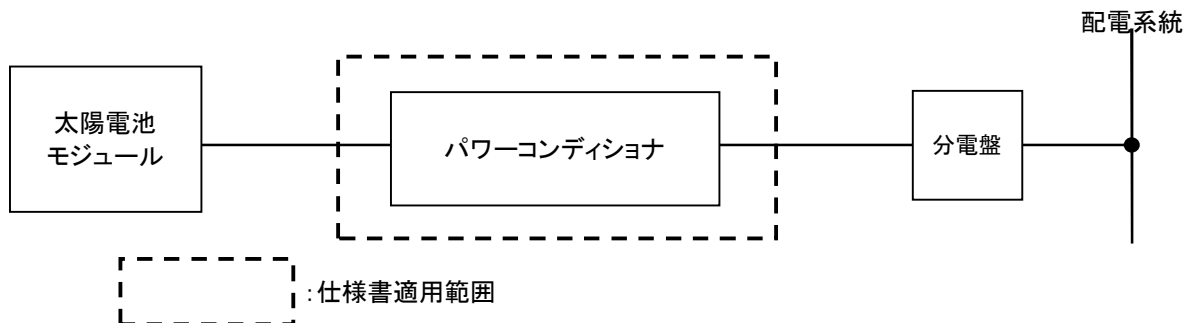 配電系統
太陽電池
モジュール
パワーコンディショナ
分電盤
:仕様書適用範囲